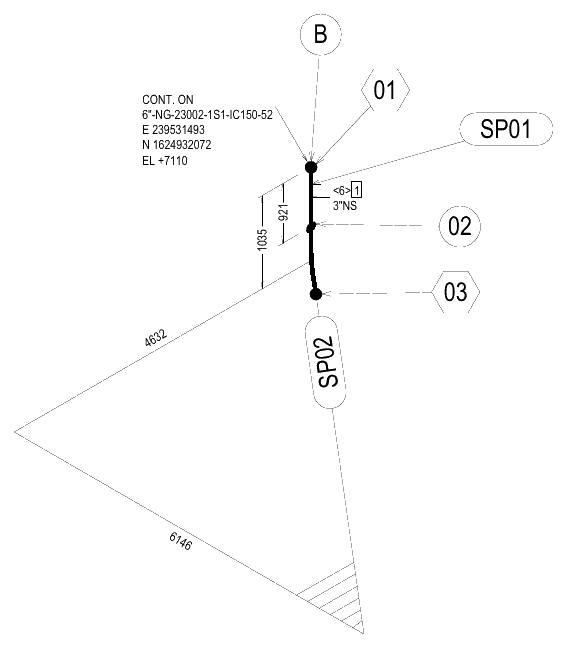 B
01
CONT. ON
6"-NG-23002-1S1-IC150-52
E 239531493
N 1624932072
EL +7110
SP01
<6> 1
3"NS
921
1035
02
03
4632
SP02
6146